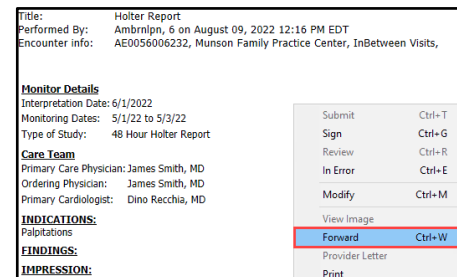 Title: Holter Report
Performed By: Ambrnlpn, 6 on August 09, 2022 12:16 PM EDT
Encounter info: AE0056006232, Munson Family Practice Center, InBetween Visits,
Monitor Details
Interpretation Date: 6/1/2022
Monitoring Dates: 5/1/22 to 5/3/22
Type of Study: 48 Hour Holter Report
Care Team
Primary Care Physician: James Smith, MD
Ordering Physician: James Smith, MD
Primary Cardiologist: Dino Recchia, MD
INDICATIONS:
Palpitations
FINDINGS:
IMPRESSION:
Submit Ctrl+T
Sign Ctrl+G
Review Ctrl+R
In Error Ctrl+E
Modify Ctrl+M
View Image
Forward Ctrl+W
Provider Letter
Print